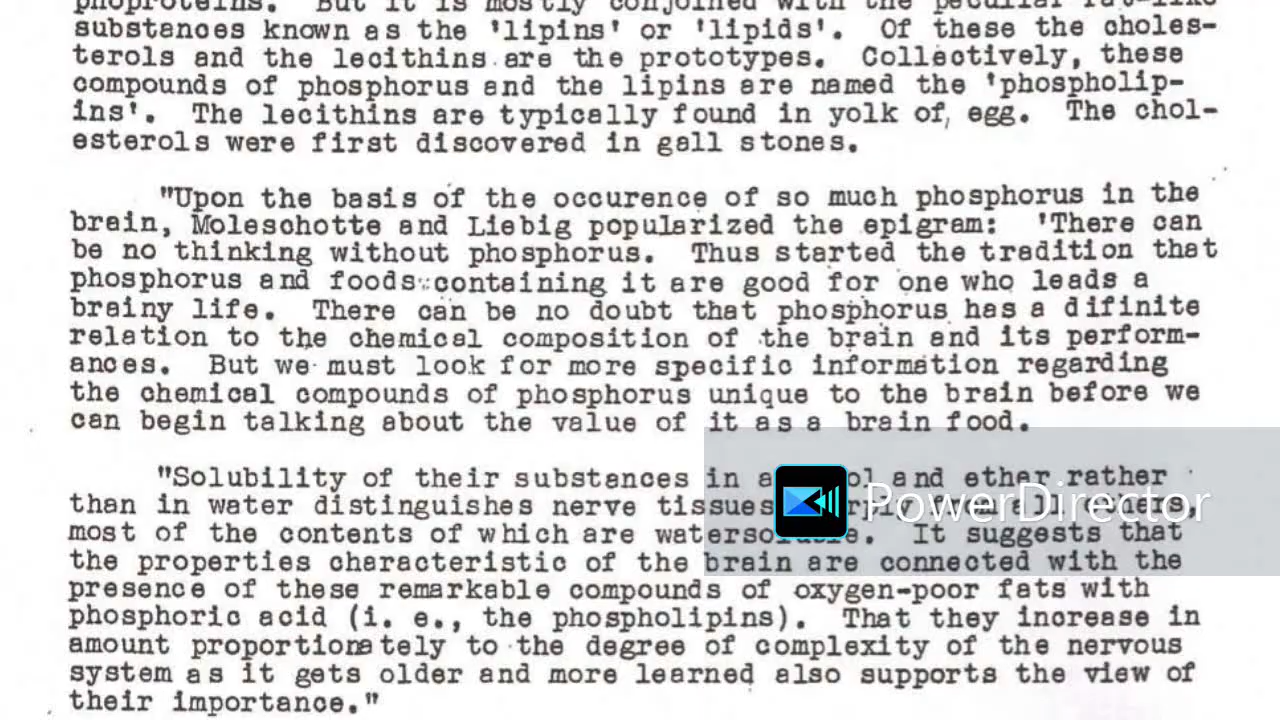 phoproteins. But it is mostly conjoined with the peculiar fat-like
substances known as the 'lipins' or 'lipids'. Of these the choles-
terols and the lecithins are the prototypes. Collectively, these
compounds of phosphorus and the lipins are named the 'phospholip-
ins'. The lecithins are typically found in yolk of egg. The chol-
esterols were first discovered in gall stones.
"Upon the basis of the occurence of so much phosphorus in the
brain, Moleschotte and Liebig popularized the epigram: 'There can
be no thinking without phosphorus. Thus started the tradition that
phosphorus and foods containing it are good for one who leads a
brainy life. There can be no doubt that phosphorus has a difinite
relation to the chemical composition of the brain and its perform-
ances. But we must look for more specific information regarding
the chemical compounds of phosphorus unique to the brain before we
can begin talking about the value of it as a brain food.
"Solubility of their substances in and ether rather
than in water distinguishes nerve tissues all others,
most of the contents of which are watersoluble. It suggests that
the properties characteristic of the brain are connected with the
presence of these remarkable compounds of oxygen-poor fats with
phosphoric acid (i. e., the phospholipins). That they increase in
amount proportionately to the degree of complexity of the nervous
system as it gets older and more learned also supports the view of
their importance."
PowerDirector